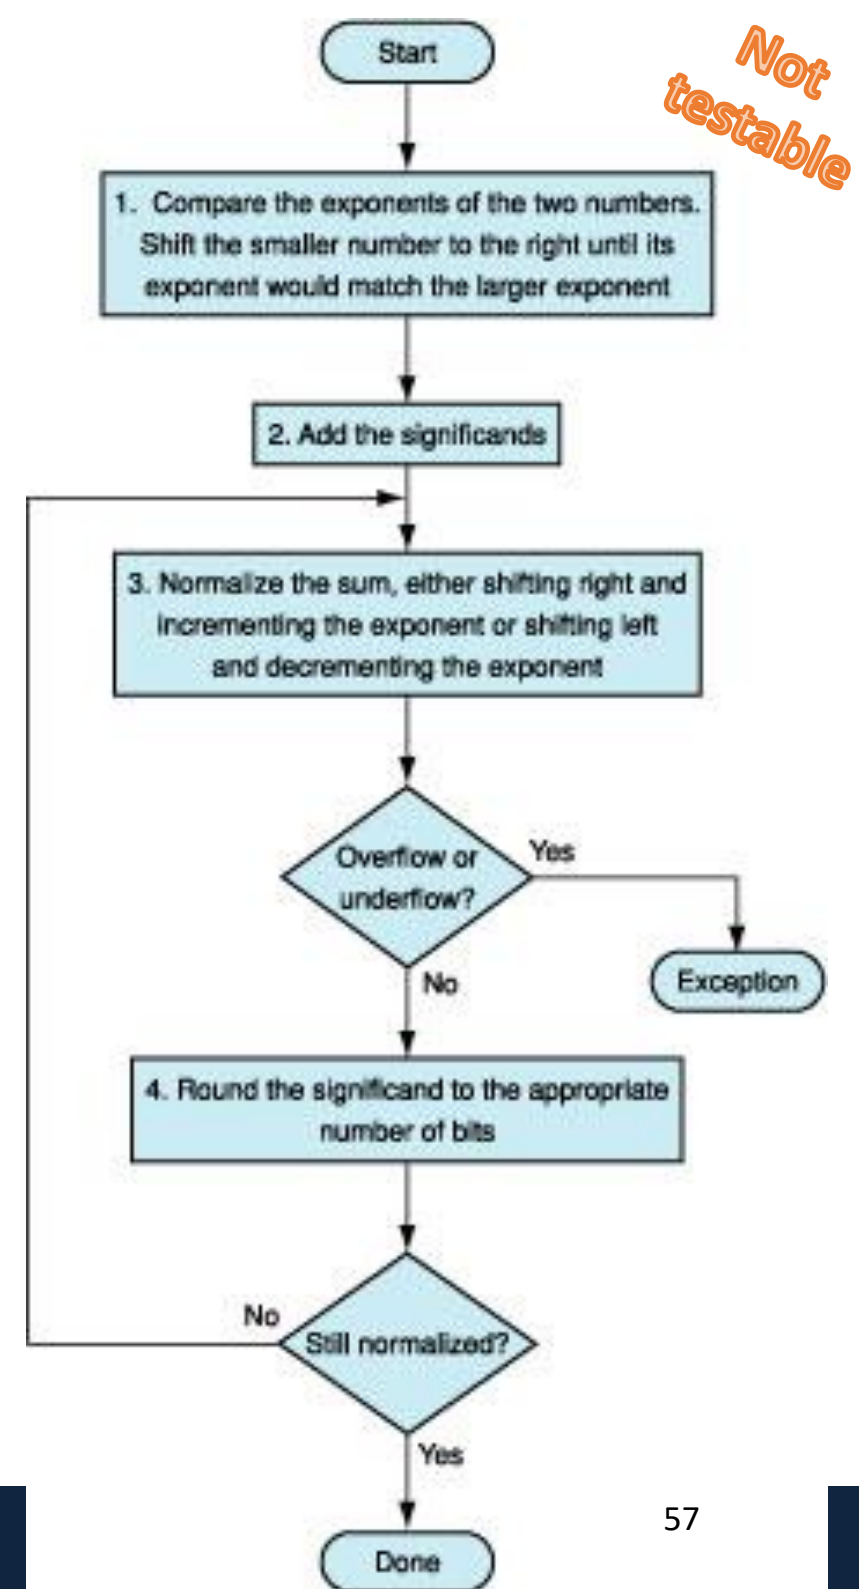 Start
Not
testable
1. Compare the exponents of the two numbers.
Shift the smaller number to the right until its
exponent would match the larger exponent
2. Add the significands
3. Normalize the sum, either shifting right and
incrementing the exponent or shifting left
and decrementing the exponent
Overflow or
underflow?
Yes
Exception
No
4. Round the significand to the appropriate
number of bits
No
Still normalized?
Yes
57
Done